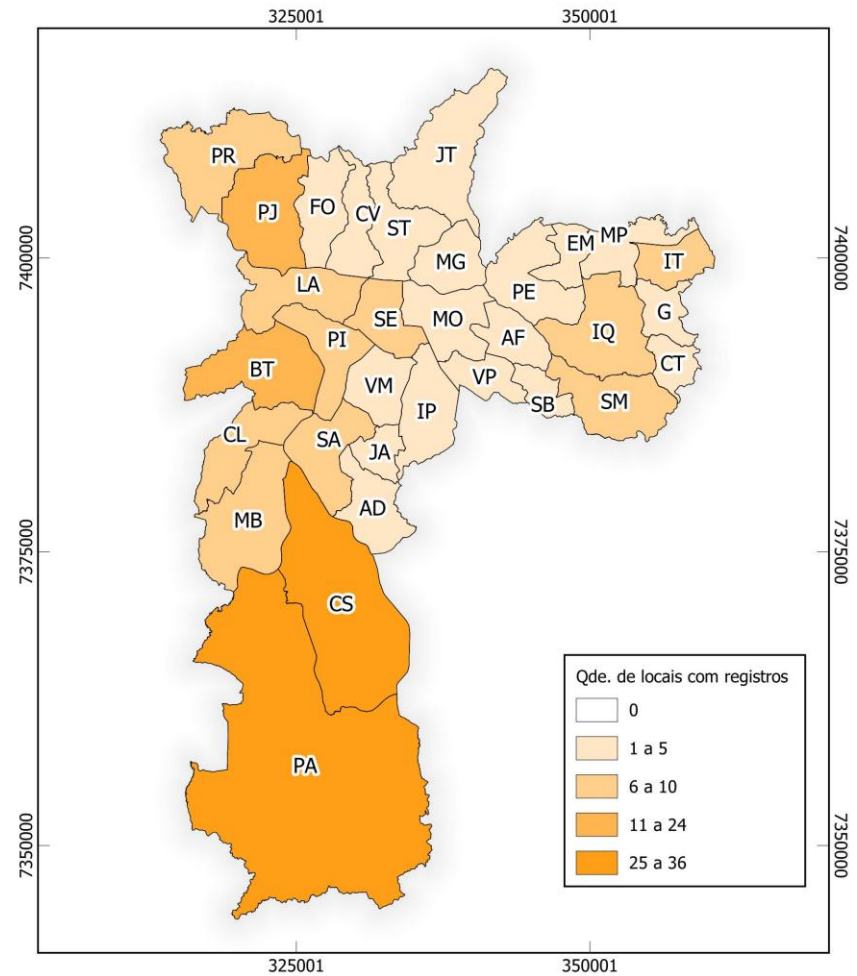 325001 350001
7400000 7400000
7375000 7375000
7350000 7350000
PR
JT
PJ
FO
CV
ST
EM
MP
MG
IT
LA
PE
SE
MO
G
PI
AF
IQ
BT
CT
VM
VP
IP
SB
SM
CL
SA
JA
AD
MB
CS
PA
Qde. de locais com registros
0
1 a 5
6 a 10
11 a 24
25 a 36
325001 350001